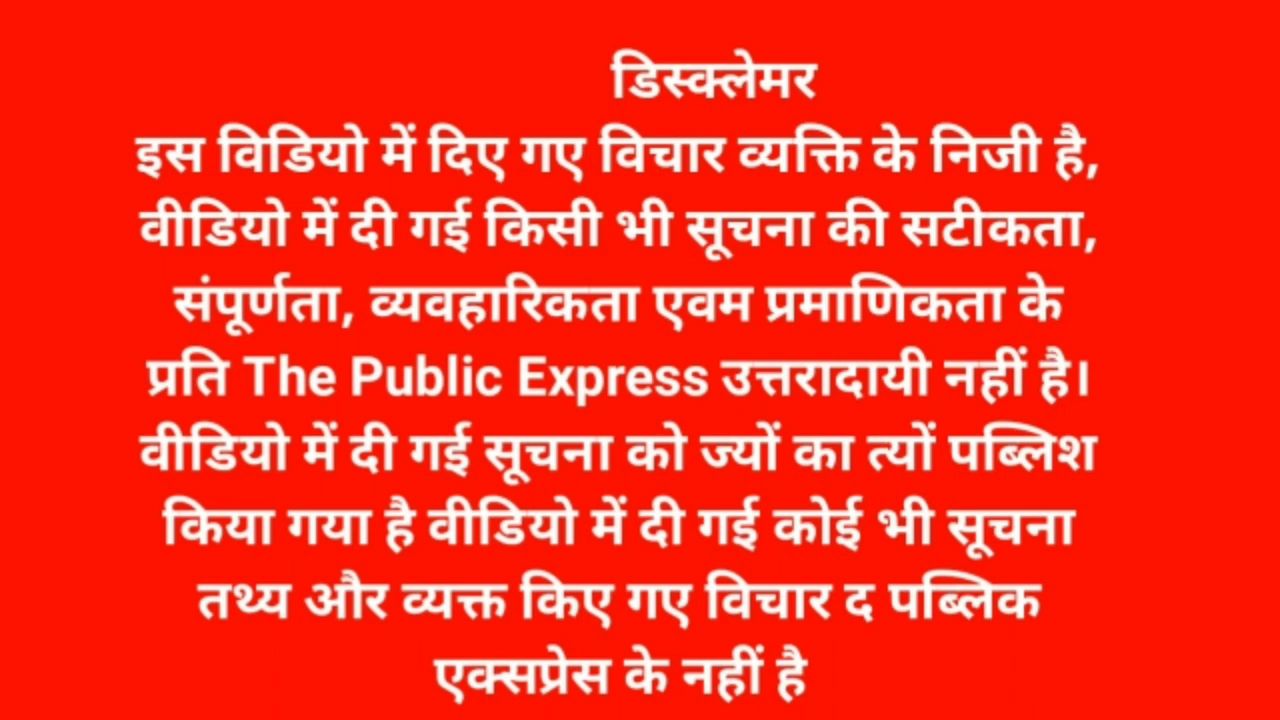 डिस्क्लेमर
इस विडियो में दिए गए विचार व्यक्ति के निजी है,
वीडियो में दी गई किसी भी सूचना की सटीकता,
संपूर्णता, व्यवहारिकता एवम प्रमाणिकता के
प्रति The Public Express उत्तरादायी नहीं है।
वीडियो में दी गई सूचना को ज्यों का त्यों पब्लिश
किया गया है वीडियो में दी गई कोई भी सूचना
तथ्य और व्यक्त किए गए विचार द पब्लिक
एक्सप्रेस के नहीं है